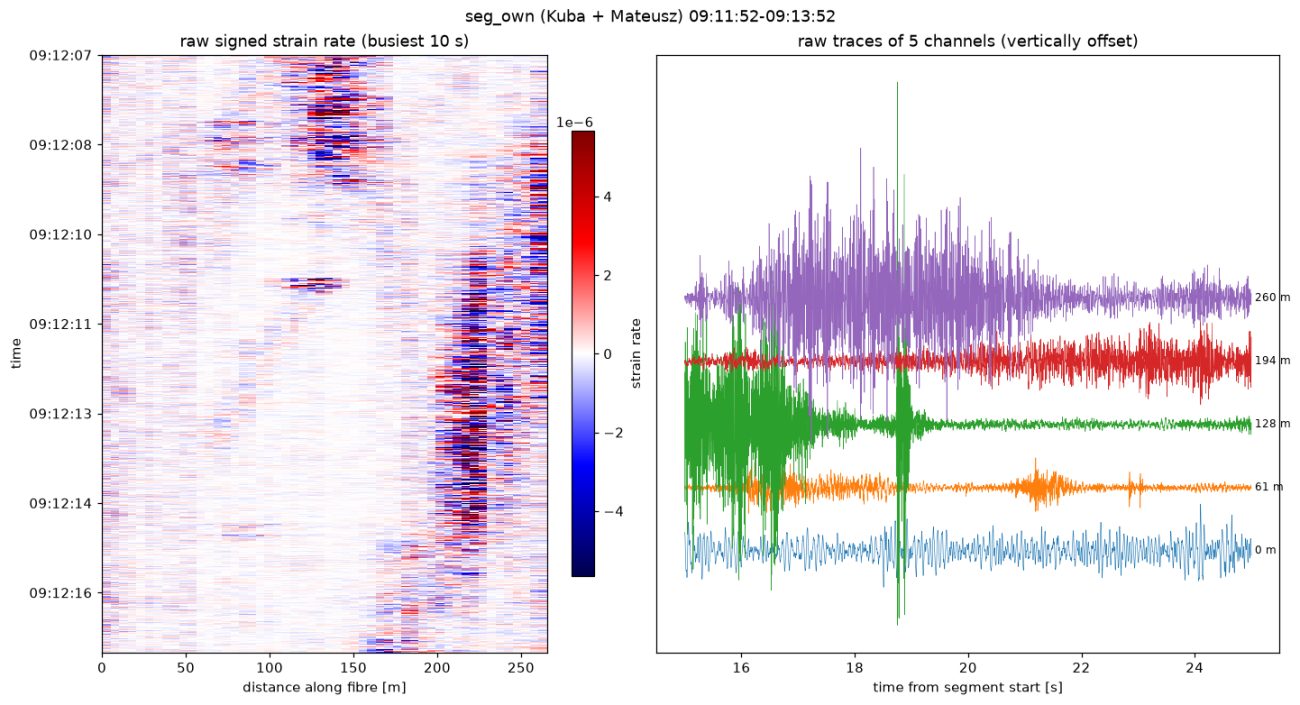 seg_own (Kuba + Mateusz) 09:11:52-09:13:52
raw signed strain rate (busiest 10 s)
raw traces of 5 channels (vertically offset)
09:12:07
09:12:08
09:12:10
09:12:11
09:12:13
09:12:14
09:12:16
time
0 50 100 150 200 250
distance along fibre [m]
1e−6
4
2
0
−2
−4
strain rate
260 m
194 m
128 m
61 m
0 m
16 18 20 22 24
time from segment start [s]